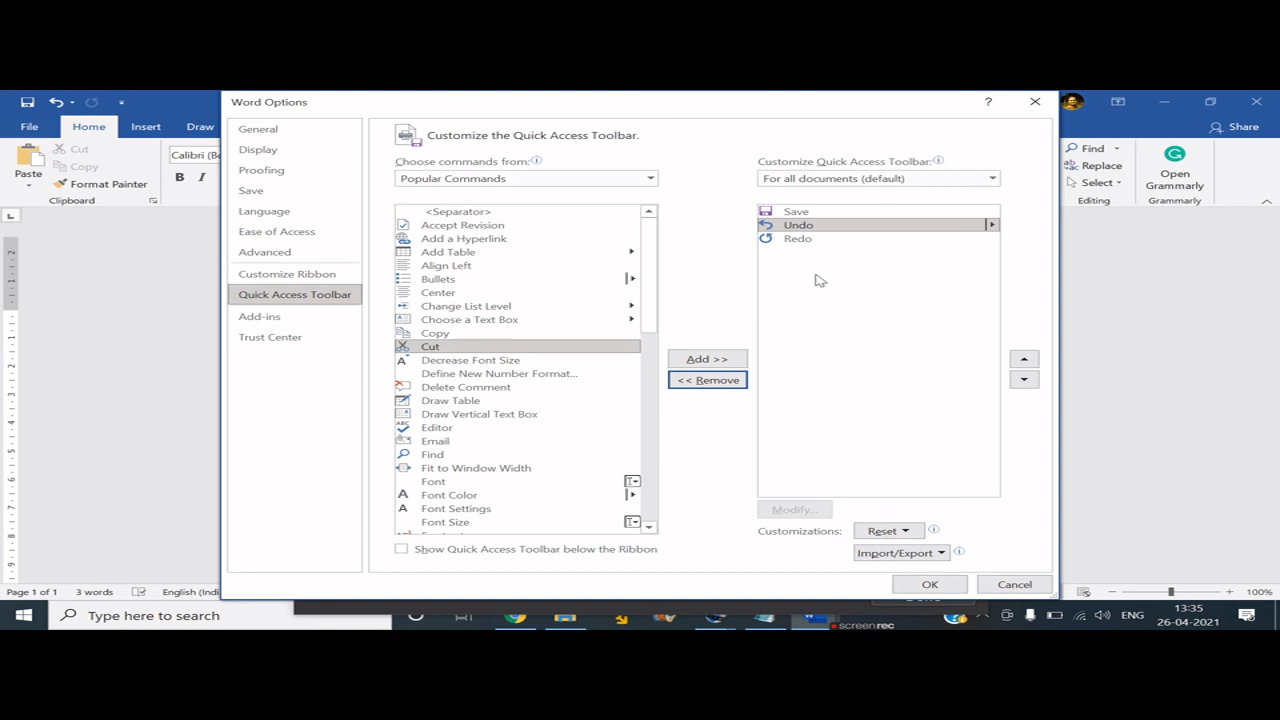 Word Options
?
File
Home
Insert
Draw
Share
Cut
Copy
Paste
Format Painter
Clipboard
Calibri (Bo
B I
General
Display
Proofing
Save
Language
Ease of Access
Advanced
Customize Ribbon
Quick Access Toolbar
Add-ins
Trust Center
Customize the Quick Access Toolbar.
Choose commands from:
Popular Commands
<Separator>
Accept Revision
Add a Hyperlink
Add Table
Align Left
Bullets
Center
Change List Level
Choose a Text Box
Copy
Cut
Decrease Font Size
Define New Number Format...
Delete Comment
Draw Table
Draw Vertical Text Box
Editor
Email
Find
Fit to Window Width
Font
Font Color
Font Settings
Font Size
Show Quick Access Toolbar below the Ribbon
Add >>
<< Remove
Customize Quick Access Toolbar:
For all documents (default)
Save
Undo
Redo
Modify...
Customizations:
Reset
Import/Export
OK
Cancel
Find
Replace
Select
Editing
Open
Grammarly
Grammarly
Page 1 of 1
3 words
English (Indi
100%
Type here to search
screenrec
ENG
13:35
26-04-2021